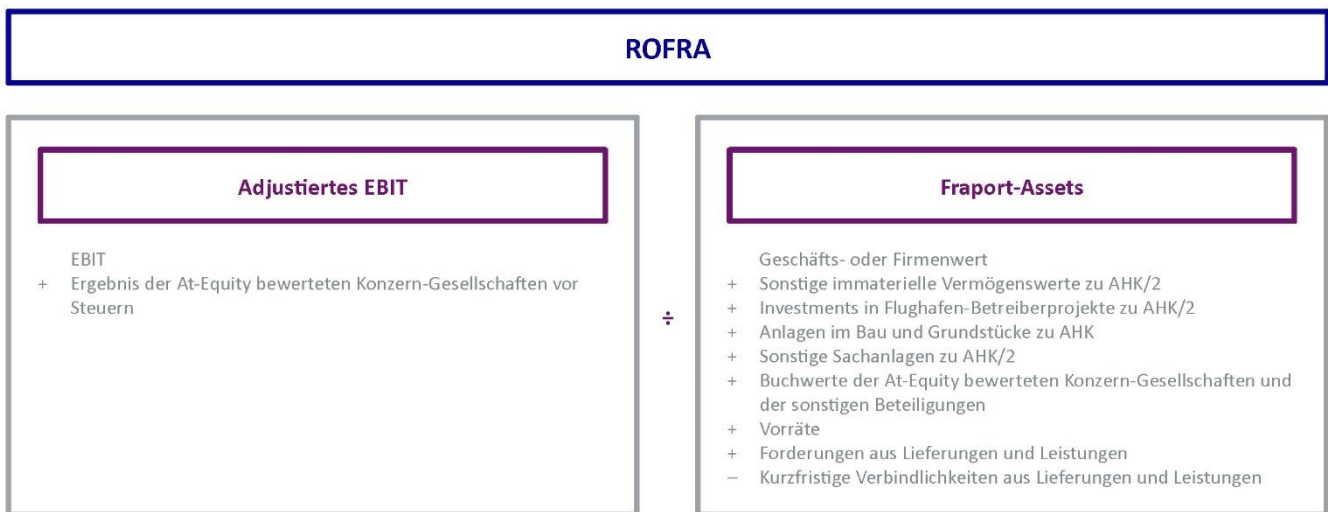 ROFRA
Adjustiertes EBIT
EBIT
+ Ergebnis der At-Equity bewerteten Konzern-Gesellschaften vor
Steuern
÷
Fraport-Assets
Geschäfts- oder Firmenwert
+ Sonstige immaterielle Vermögenswerte zu AHK/2
+ Investments in Flughafen-Betreiberprojekte zu AHK/2
+ Anlagen im Bau und Grundstücke zu AHK
+ Sonstige Sachanlagen zu AHK/2
+ Buchwerte der At-Equity bewerteten Konzern-Gesellschaften und
der sonstigen Beteiligungen
+ Vorräte
+ Forderungen aus Lieferungen und Leistungen
– Kurzfristige Verbindlichkeiten aus Lieferungen und Leistungen